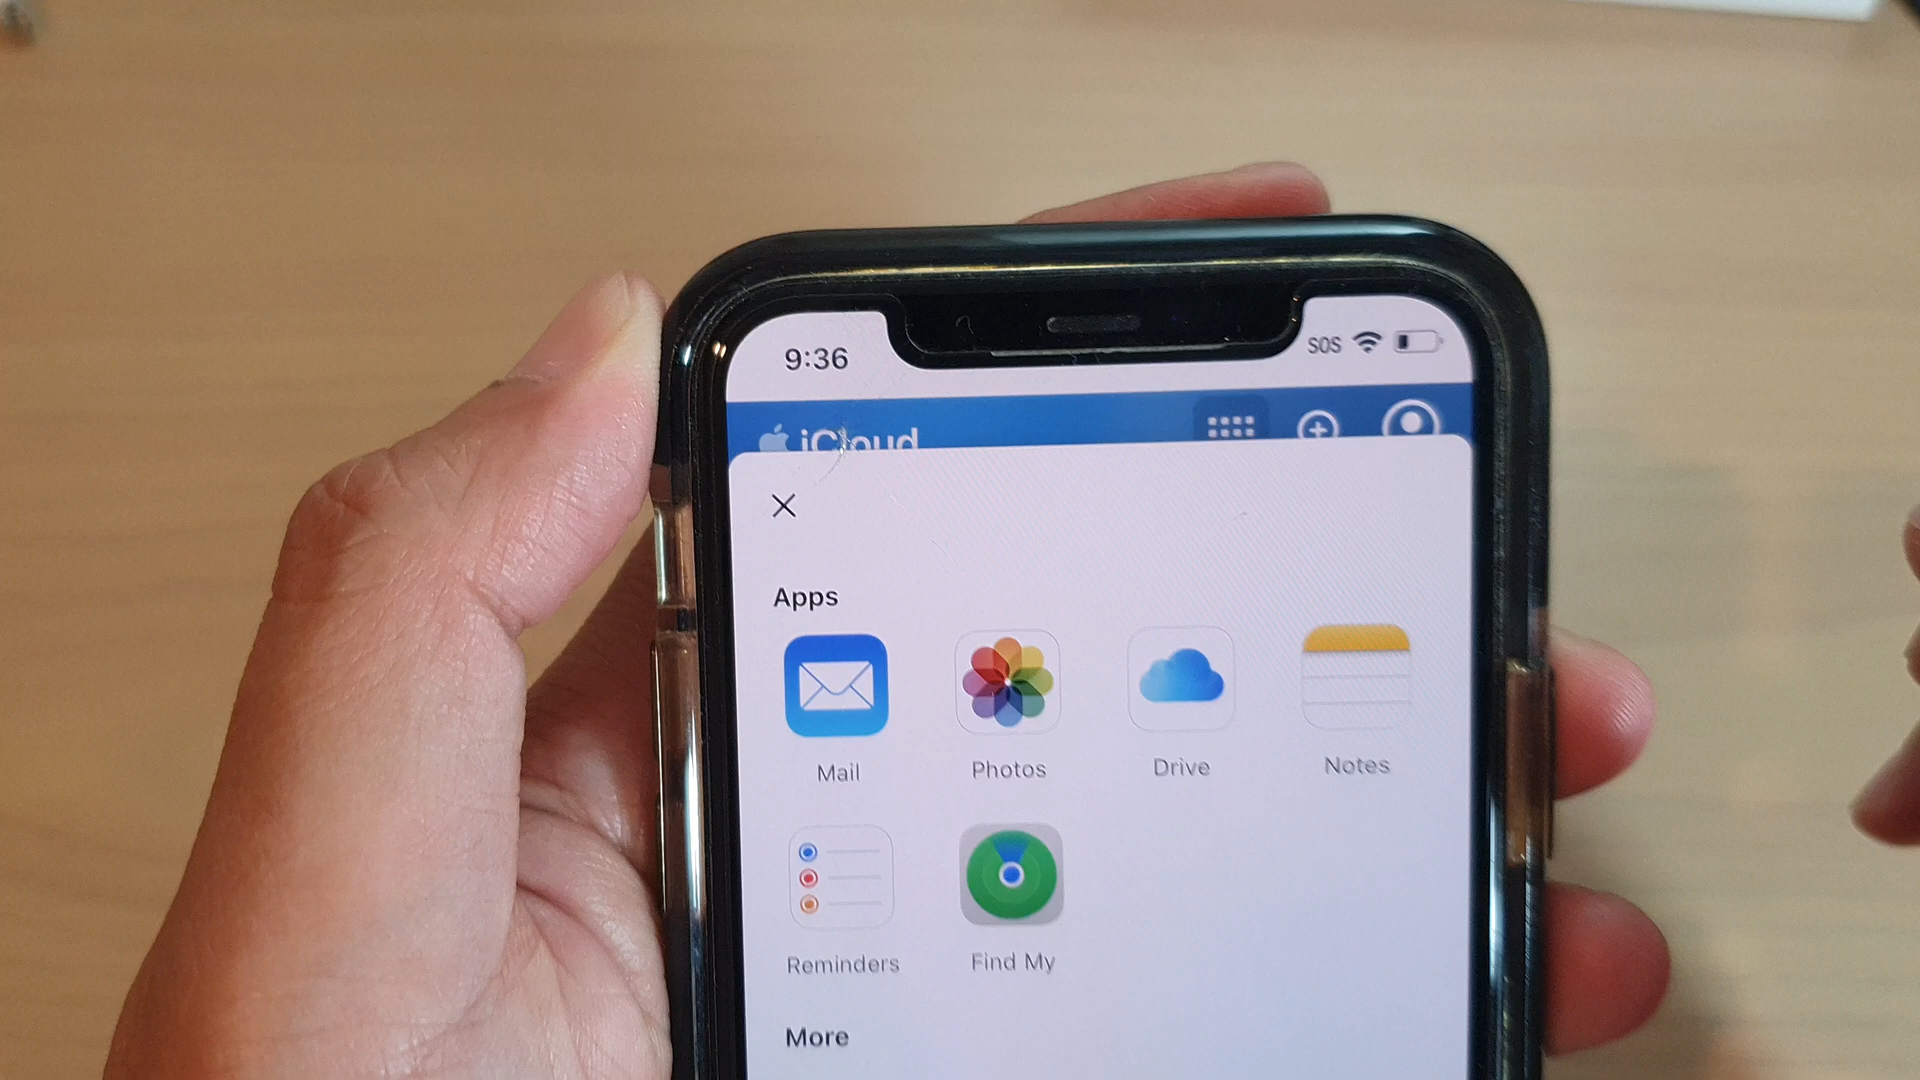 9:36 SOS
iCloud
Apps
Mail Photos Drive Notes
Reminders Find My
More